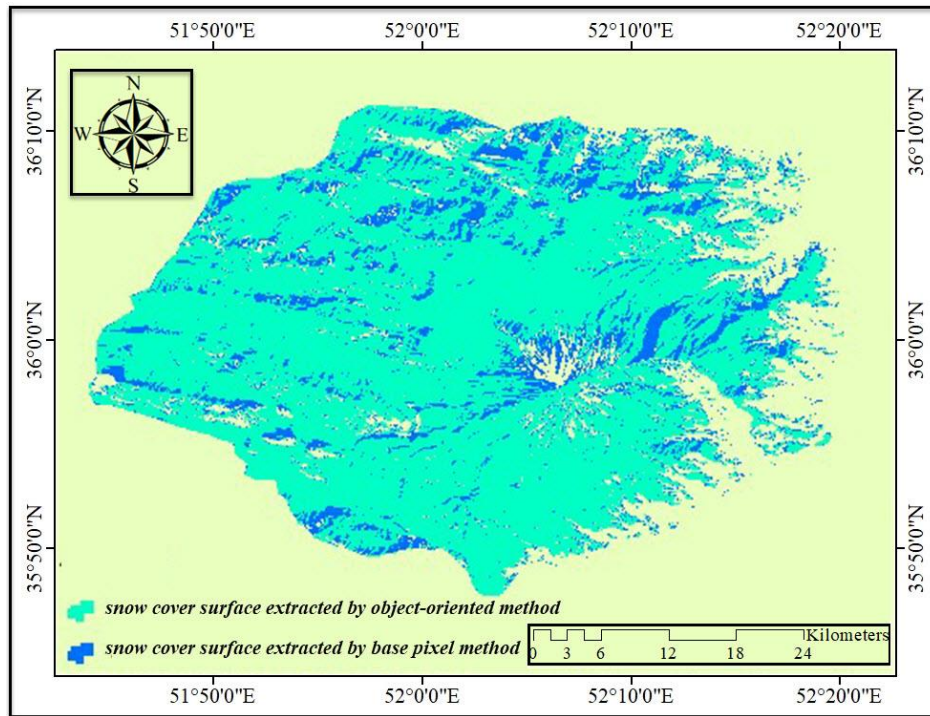 51°50'0"E 52°0'0"E 52°10'0"E 52°20'0"E
N
W E
S
36°10'0"N 36°10'0"N
36°0'0"N 36°0'0"N
35°50'0"N 35°50'0"N
snow cover surface extracted by object-oriented method
snow cover surface extracted by base pixel method
Kilometers
0 3 6 12 18 24
51°50'0"E 52°0'0"E 52°10'0"E 52°20'0"E